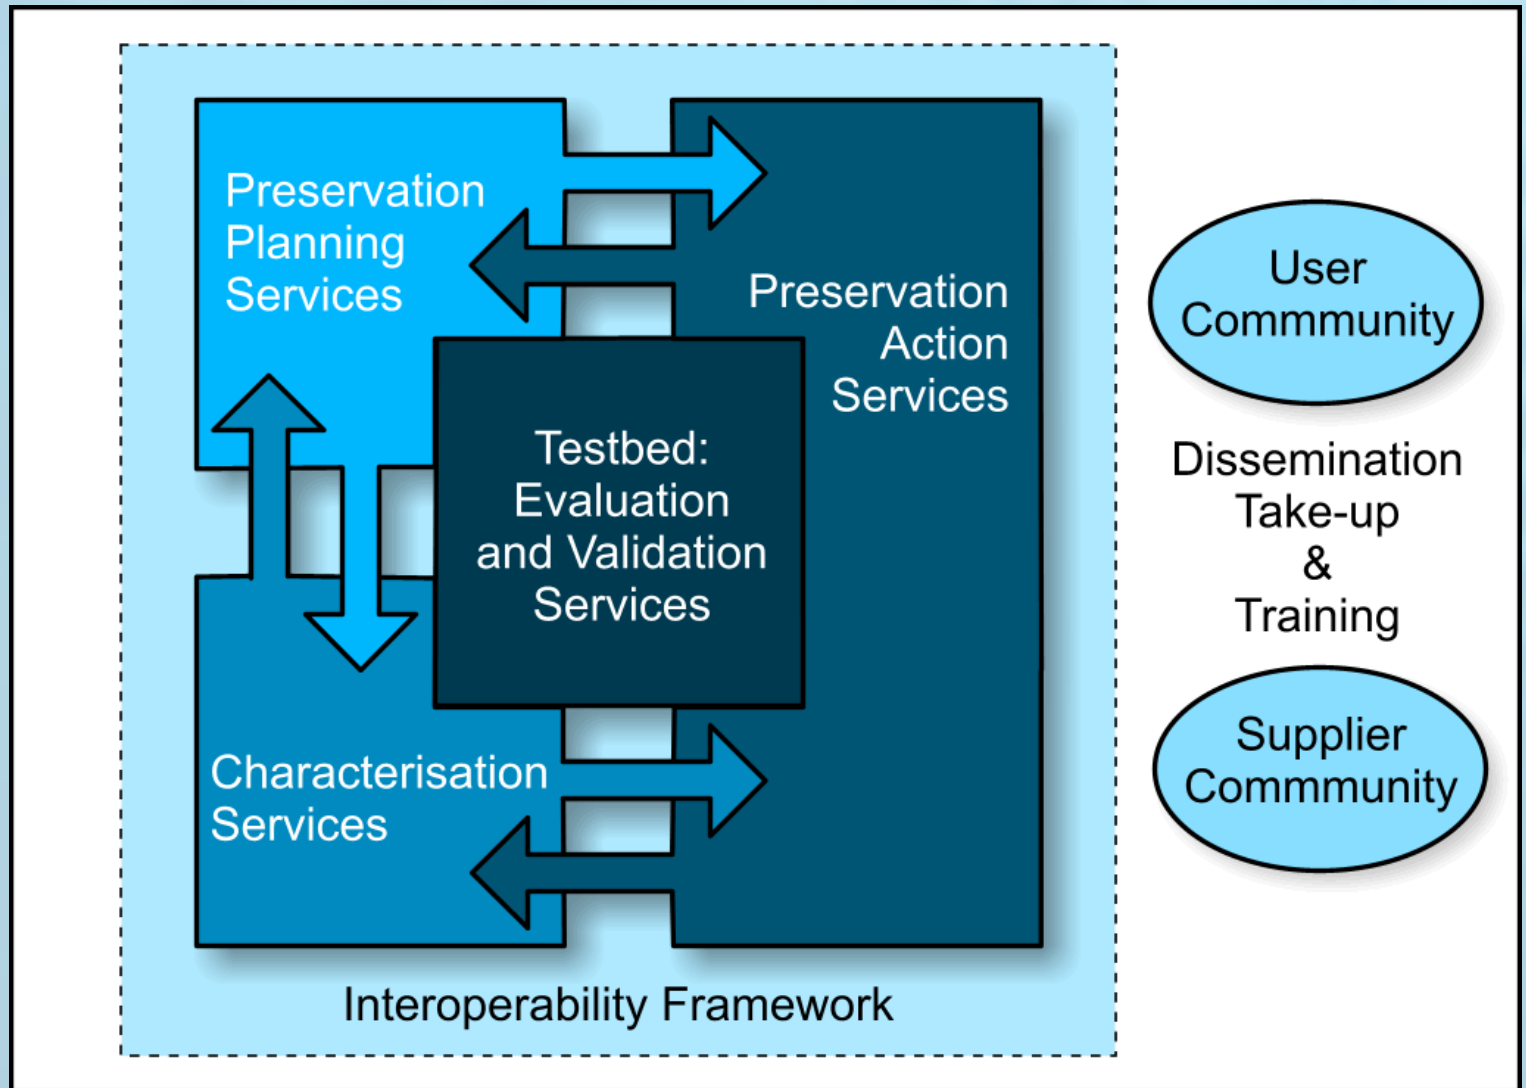 Preservation
Planning
Services
Preservation
Action
Services
Testbed:
Evaluation
and Validation
Services
Characterisation
Services
Interoperability Framework
User
Commmunity
Dissemination
Take-up
&
Training
Supplier
Commmunity